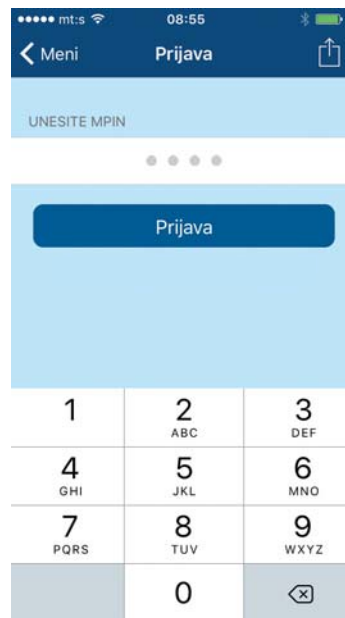 mt:s 08:55
Meni Prijava
UNESITE MPIN
Prijava
1 2 3
ABC DEF
4 5 6
GHI JKL MNO
7 8 9
PQRS TUV WXYZ
0